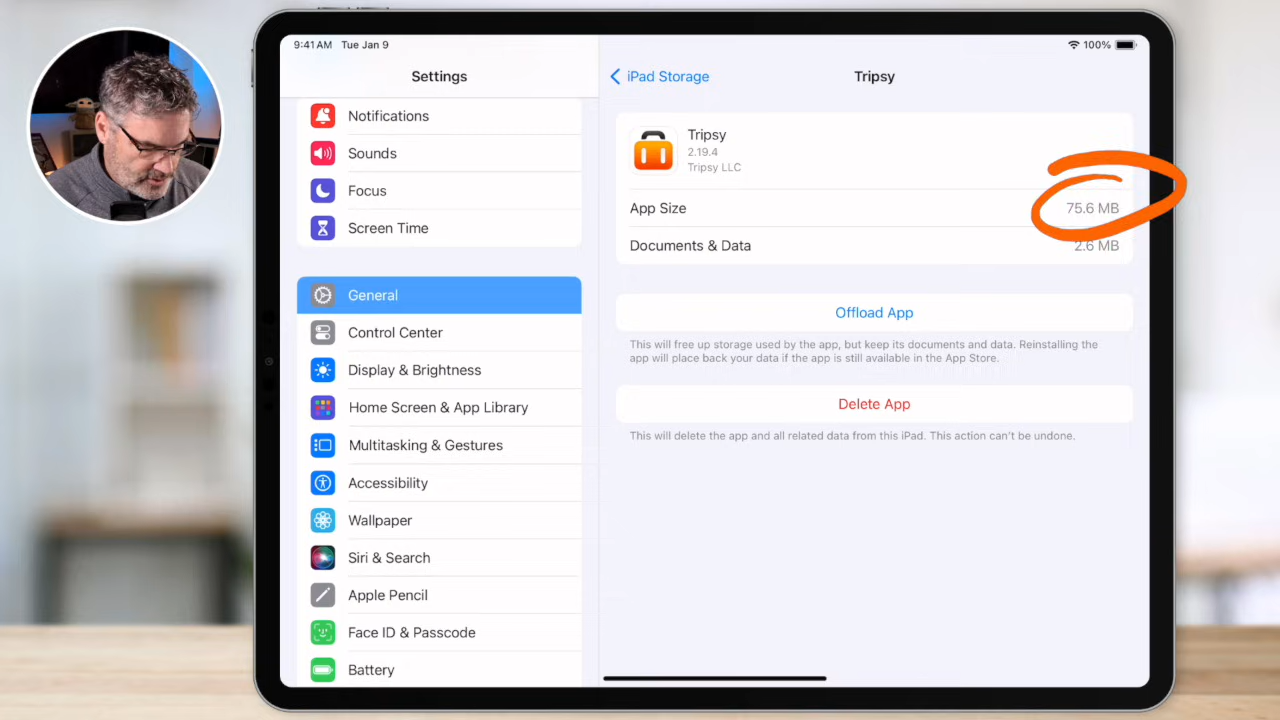 9:41 AM Tue Jan 9
100%
Settings
Notifications
Sounds
Focus
Screen Time
General
Control Center
Display & Brightness
Home Screen & App Library
Multitasking & Gestures
Accessibility
Wallpaper
Siri & Search
Apple Pencil
Face ID & Passcode
Battery
iPad Storage
Tripsy
Tripsy
2.19.4
Tripsy LLC
App Size 75.6 MB
Documents & Data 2.6 MB
Offload App
This will free up storage used by the app, but keep its documents and data. Reinstalling the
app will place back your data if the app is still available in the App Store.
Delete App
This will delete the app and all related data from this iPad. This action can't be undone.